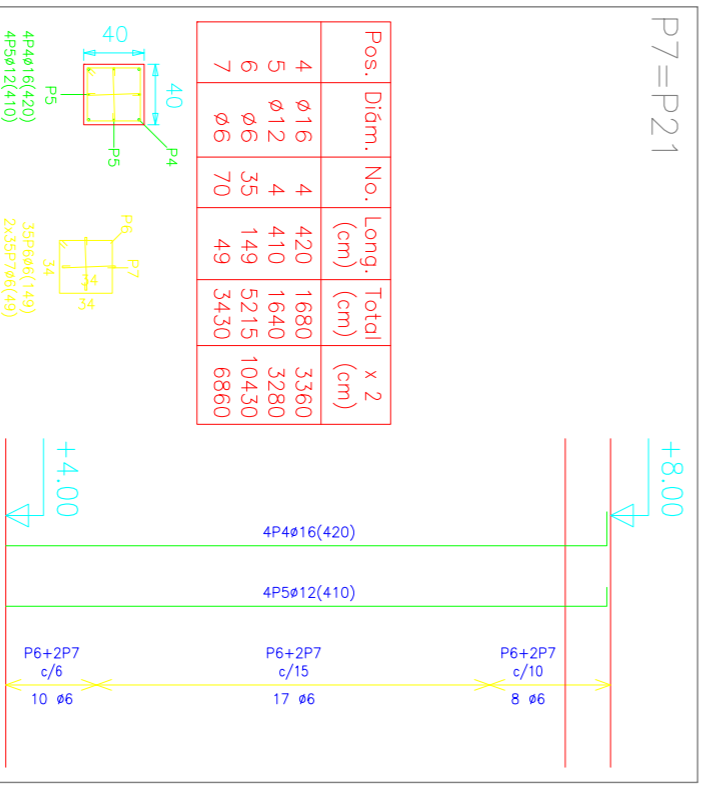 P7=P21
Pos. Diám. No. Long. (cm) Total (cm) x 2 (cm)
4 ø16 4 420 1680 3360
5 ø12 4 410 1640 3280
6 ø6 35 149 5215 10430
7 ø6 70 49 3430 6860
40
40
P4
P5
P5
4P4ø16(420)
4P5ø12(410)
P6
P7
34
34
34
35P6ø6(149)
2x35P7ø6(49)
+8.00
+4.00
4P4ø16(420)
4P5ø12(410)
P6+2P7
c/6
10 ø6
P6+2P7
c/15
17 ø6
P6+2P7
c/10
8 ø6